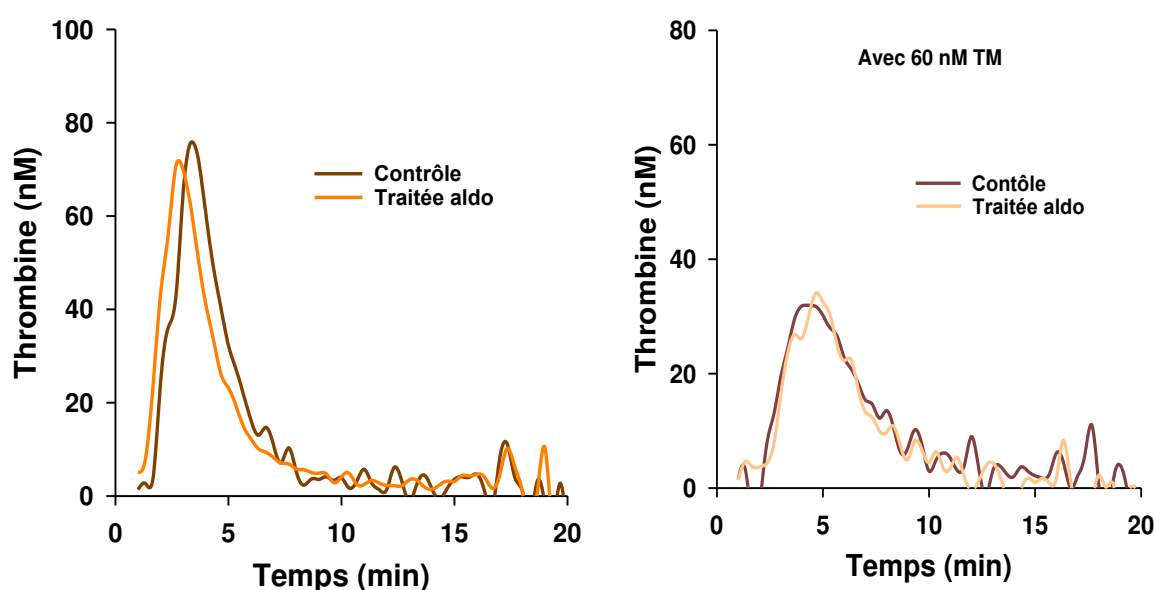 100
80
60
40
20
0
Thrombine (nM)
Contrôle
Traitée aldo
0 5 10 15 20
Temps (min)
80
60
40
20
0
Thrombine (nM)
Avec 60 nM TM
Contôle
Traitée aldo
0 5 10 15 20
Temps (min)